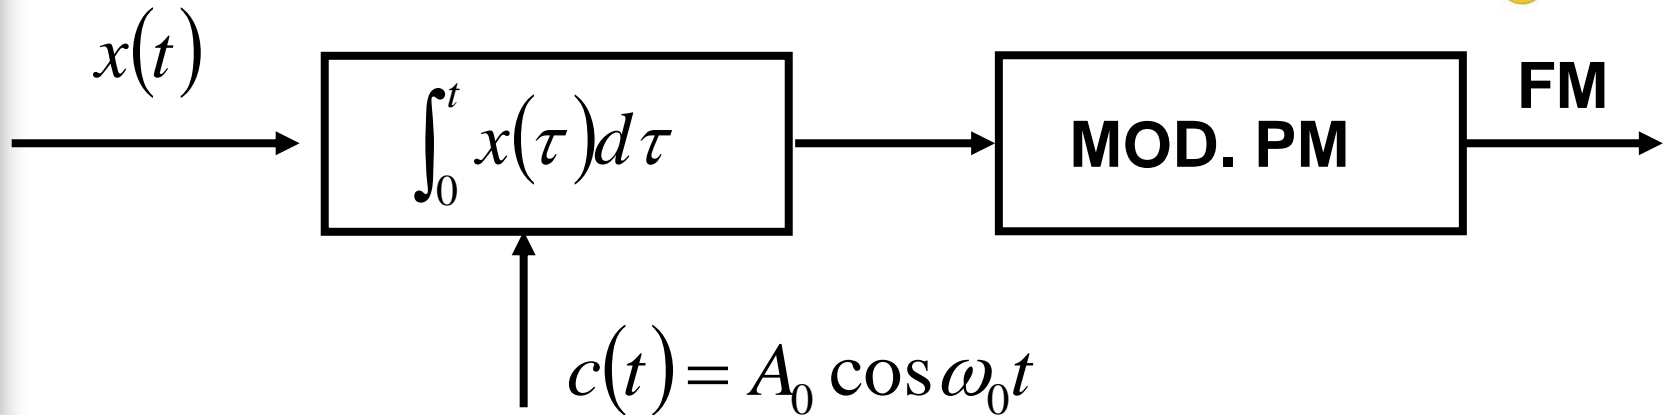 x(t)
∫₀ᵗ x(τ)dτ
MOD. PM
FM
c(t) = A₀ cos ω₀t